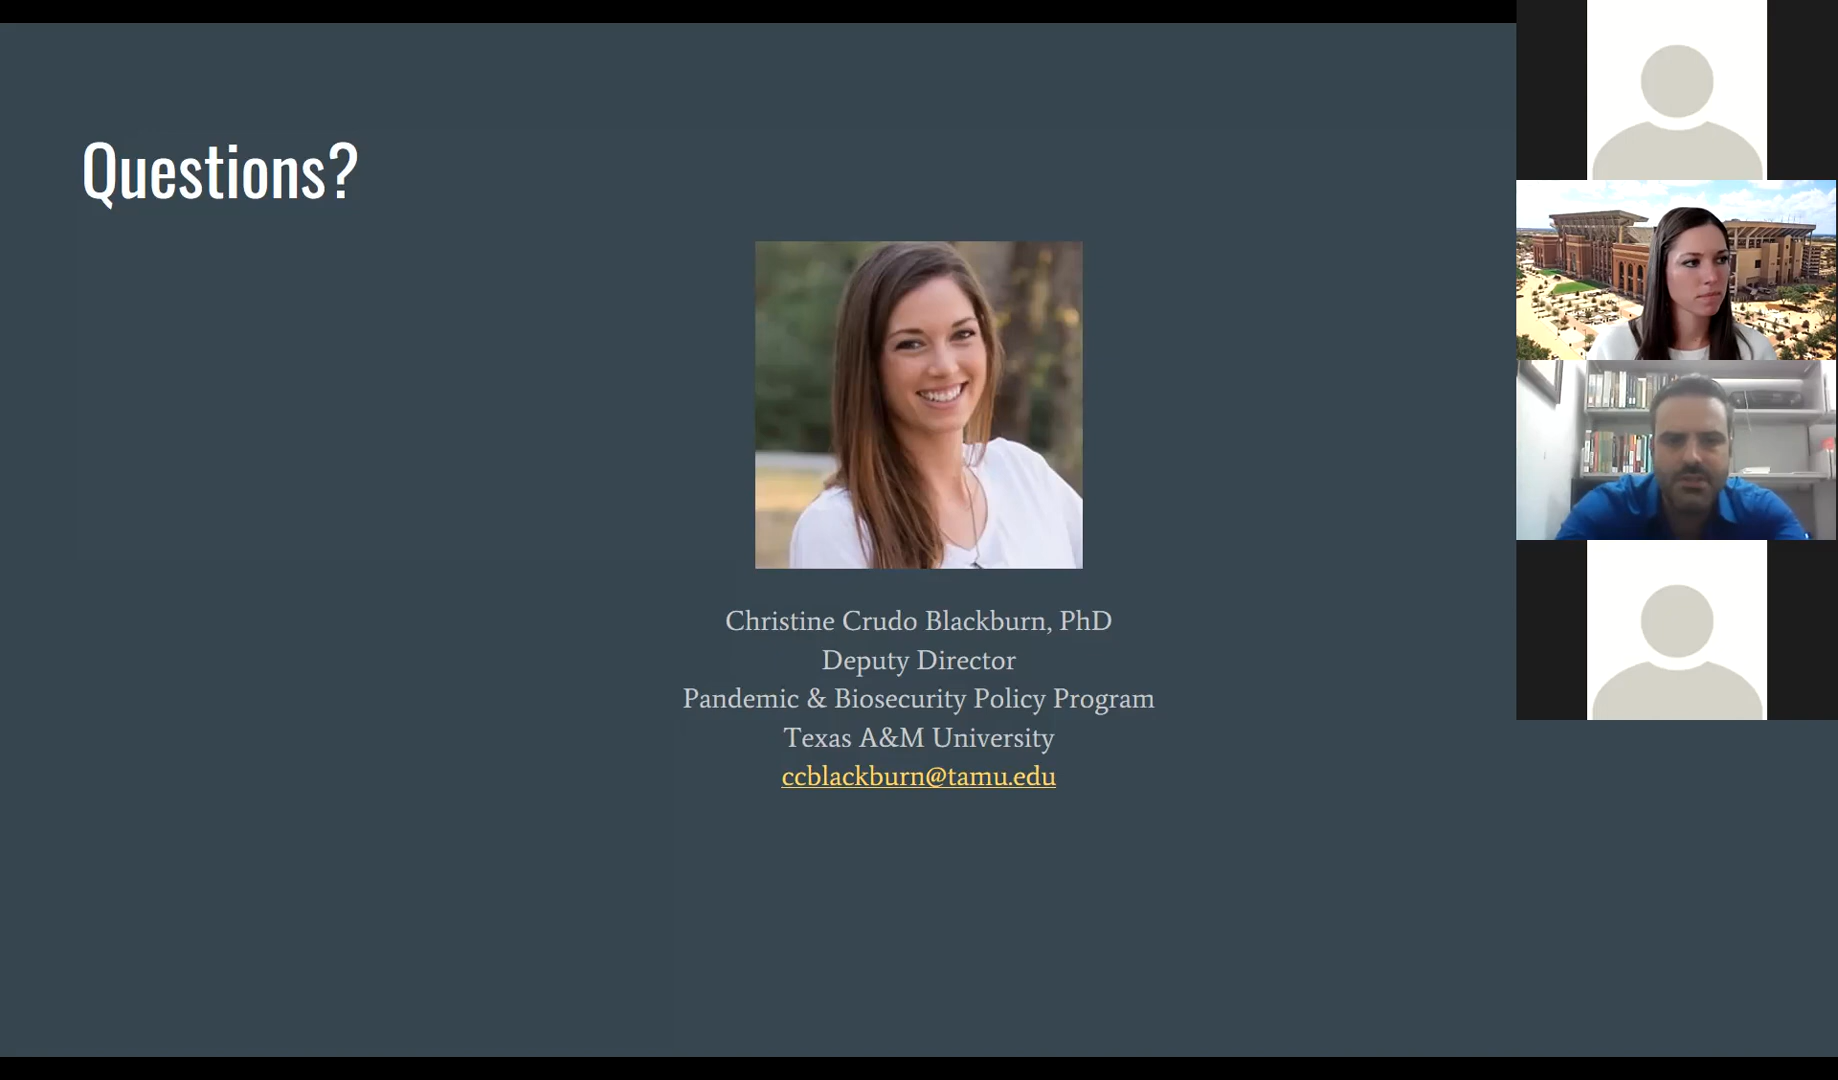 Questions?
Christine Crudo Blackburn, PhD
Deputy Director
Pandemic & Biosecurity Policy Program
Texas A&M University
ccblackburn@tamu.edu